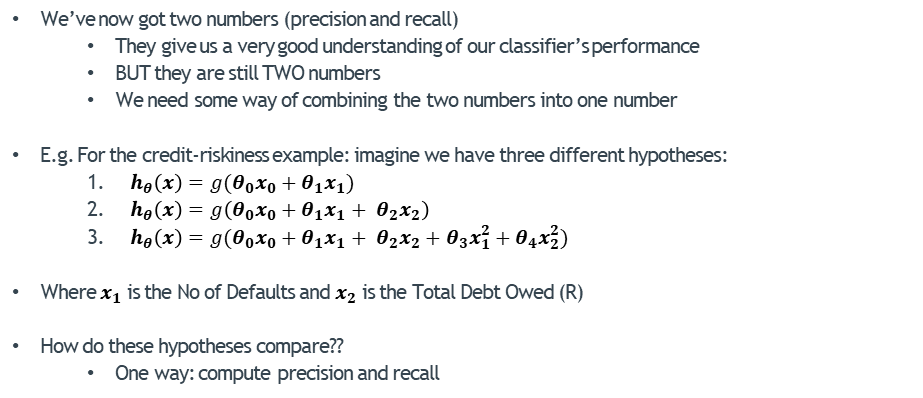 • We've now got two numbers (precision and recall)
• They give us a very good understanding of our classifier's performance
• BUT they are still TWO numbers
• We need some way of combining the two numbers into one number
• E.g. For the credit-riskiness example: imagine we have three different hypotheses:
1. h_θ(x) = g(θ₀x₀ + θ₁x₁)
2. h_θ(x) = g(θ₀x₀ + θ₁x₁ + θ₂x₂)
3. h_θ(x) = g(θ₀x₀ + θ₁x₁ + θ₂x₂ + θ₃x₁² + θ₄x₂²)
• Where x₁ is the No of Defaults and x₂ is the Total Debt Owed (R)
• How do these hypotheses compare??
• One way: compute precision and recall